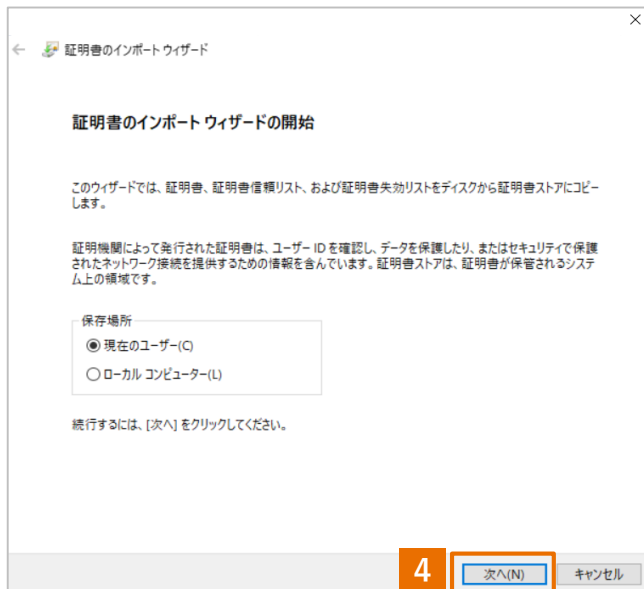 証明書のインポート ウィザード
証明書のインポート ウィザードの開始
このウィザードでは、証明書、証明書信頼リスト、および証明書失効リストをディスクから証明書ストアにコピー
します。
証明機関によって発行された証明書は、ユーザー ID を確認し、データを保護したり、またはセキュリティで保護
されたネットワーク接続を提供するための情報を含んでいます。証明書ストアは、証明書が保管されるシステ
ム上の領域です。
保存場所
現在のユーザー(C)
ローカル コンピューター(L)
続行するには、[次へ] をクリックしてください。
4 次へ(N) キャンセル